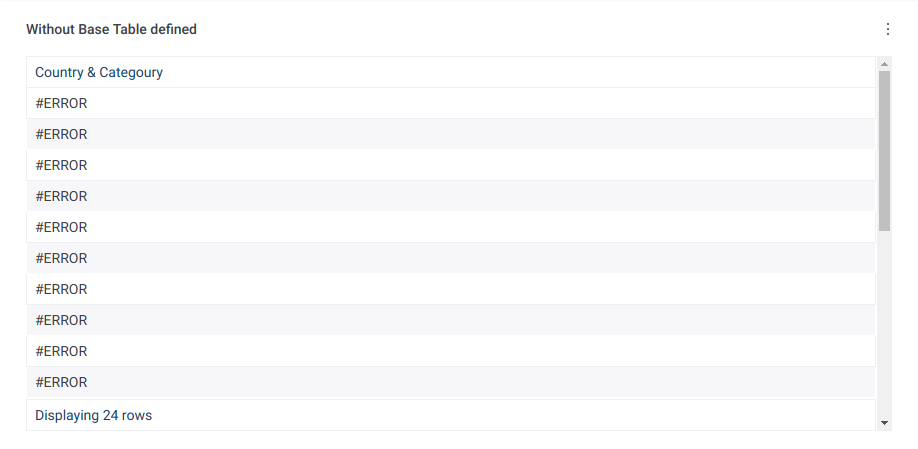 Without Base Table defined
Country & Categoury
#ERROR
#ERROR
#ERROR
#ERROR
#ERROR
#ERROR
#ERROR
#ERROR
#ERROR
#ERROR
Displaying 24 rows